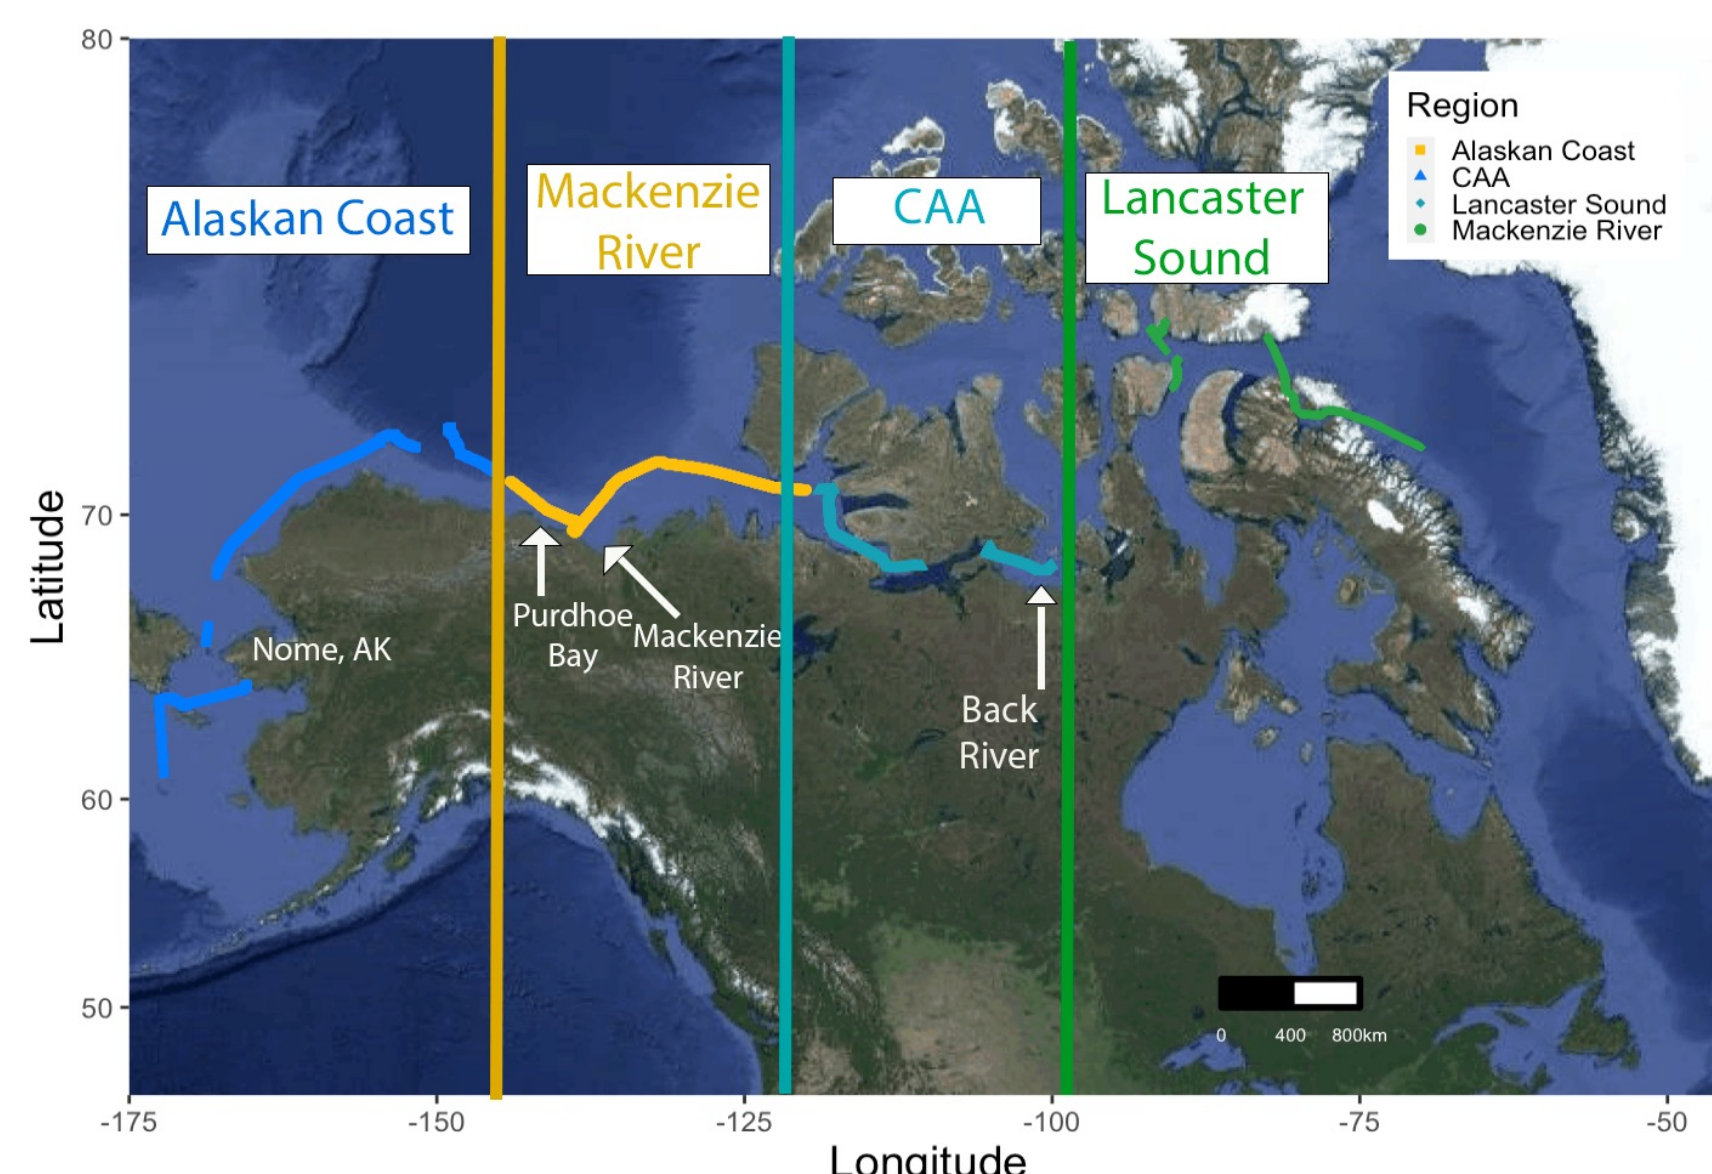 80
70
60
50
Latitude
Alaskan Coast
Mackenzie
River
CAA
Lancaster
Sound
Region
Alaskan Coast
CAA
Lancaster Sound
Mackenzie River
Nome, AK
Purdhoe
Bay
Mackenzie
River
Back
River
0 400 800km
-175 -150 -125 -100 -75 -50
Longitude